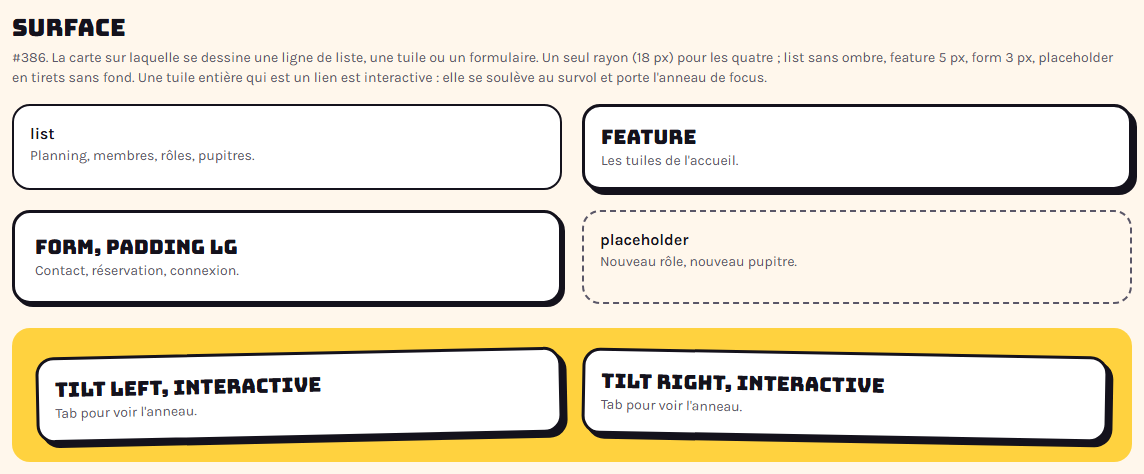 SURFACE
#386. La carte sur laquelle se dessine une ligne de liste, une tuile ou un formulaire. Un seul rayon (18 px) pour les quatre ; list sans ombre, feature 5 px, form 3 px, placeholder
en tirets sans fond. Une tuile entière qui est un lien est interactive : elle se soulève au survol et porte l'anneau de focus.
list
Planning, membres, rôles, pupitres.
FEATURE
Les tuiles de l'accueil.
FORM, PADDING LG
Contact, réservation, connexion.
placeholder
Nouveau rôle, nouveau pupitre.
TILT LEFT, INTERACTIVE
Tab pour voir l'anneau.
TILT RIGHT, INTERACTIVE
Tab pour voir l'anneau.